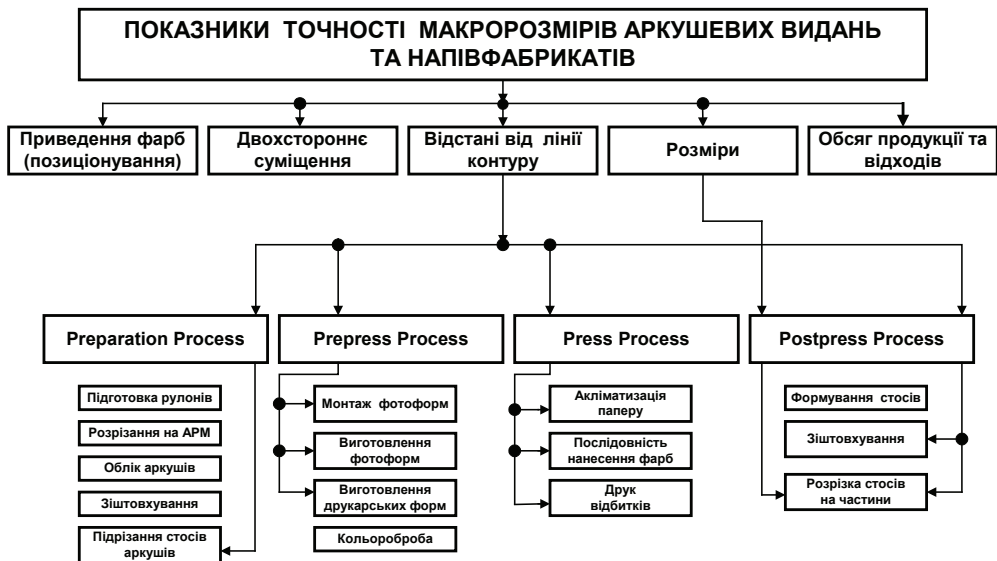 ПОКАЗНИКИ ТОЧНОСТІ МАКРОРОЗМІРІВ АРКУШЕВИХ ВИДАНЬ
ТА НАПІВФАБРИКАТІВ
Приведення фарб
(позиціонування)
Двохстороннє
суміщення
Відстані від лінії
контуру
Розміри
Обсяг продукції та
відходів
Preparation Process
Prepress Process
Press Process
Postpress Process
Підготовка рулонів
Розрізання на АРМ
Облік аркушів
Зіштовхування
Підрізання стосів
аркушів
Монтаж фотоформ
Виготовлення
фотоформ
Виготовлення
друкарських форм
Кольороброба
Акліматизація
паперу
Послідовність
нанесення фарб
Друк
відбитків
Формування стосів
Зіштовхування
Розрізка стосів
на частини